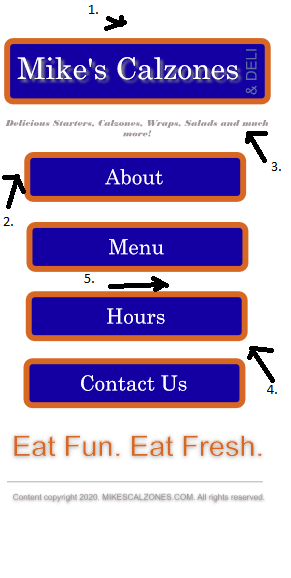 1.
Mike's Calzones & DELI
Delicious Starters, Calzones, Wraps, Salads and much
more!
3.
About
2.
Menu
5.
Hours
Contact Us
4.
Eat Fun. Eat Fresh.
Content copyright 2020. MIKESCALZONES.COM. All rights reserved.